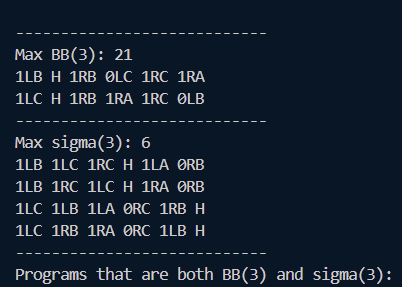 ---------------------------
Max BB(3): 21
1LB H 1RB 0LC 1RC 1RA
1LC H 1RB 1RA 1RC 0LB
---------------------------
Max sigma(3): 6
1LB 1LC 1RC H 1LA 0RB
1LB 1RC 1LC H 1RA 0RB
1LC 1LB 1LA 0RC 1RB H
1LC 1RB 1RA 0RC 1LB H
---------------------------
Programs that are both BB(3) and sigma(3):